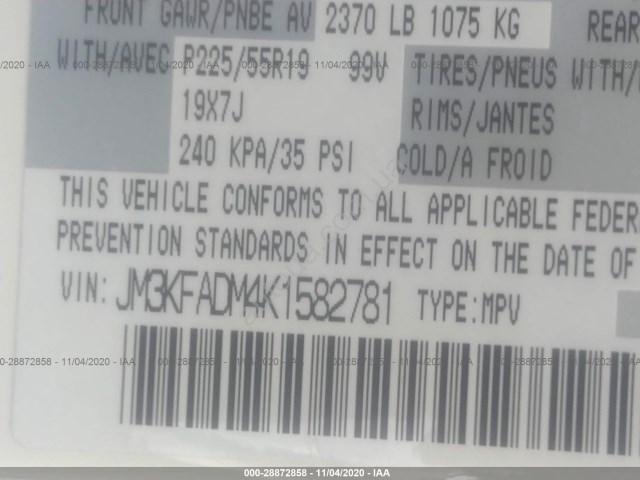 FRONT GAWR/PNBE AV 2370 LB 1075 KG REAR
WITH/AVEC P225/55R19 99V TIRES/PNEUS WITH/
19X7J RIMS/JANTES
240 KPA/35 PSI COLD/A FROID
THIS VEHICLE CONFORMS TO ALL APPLICABLE FEDER
PREVENTION STANDARDS IN EFFECT ON THE DATE OF
VIN: JM3KFADM4K1582781 TYPE:MPV
000-28872858 - 11/04/2020 - IAA